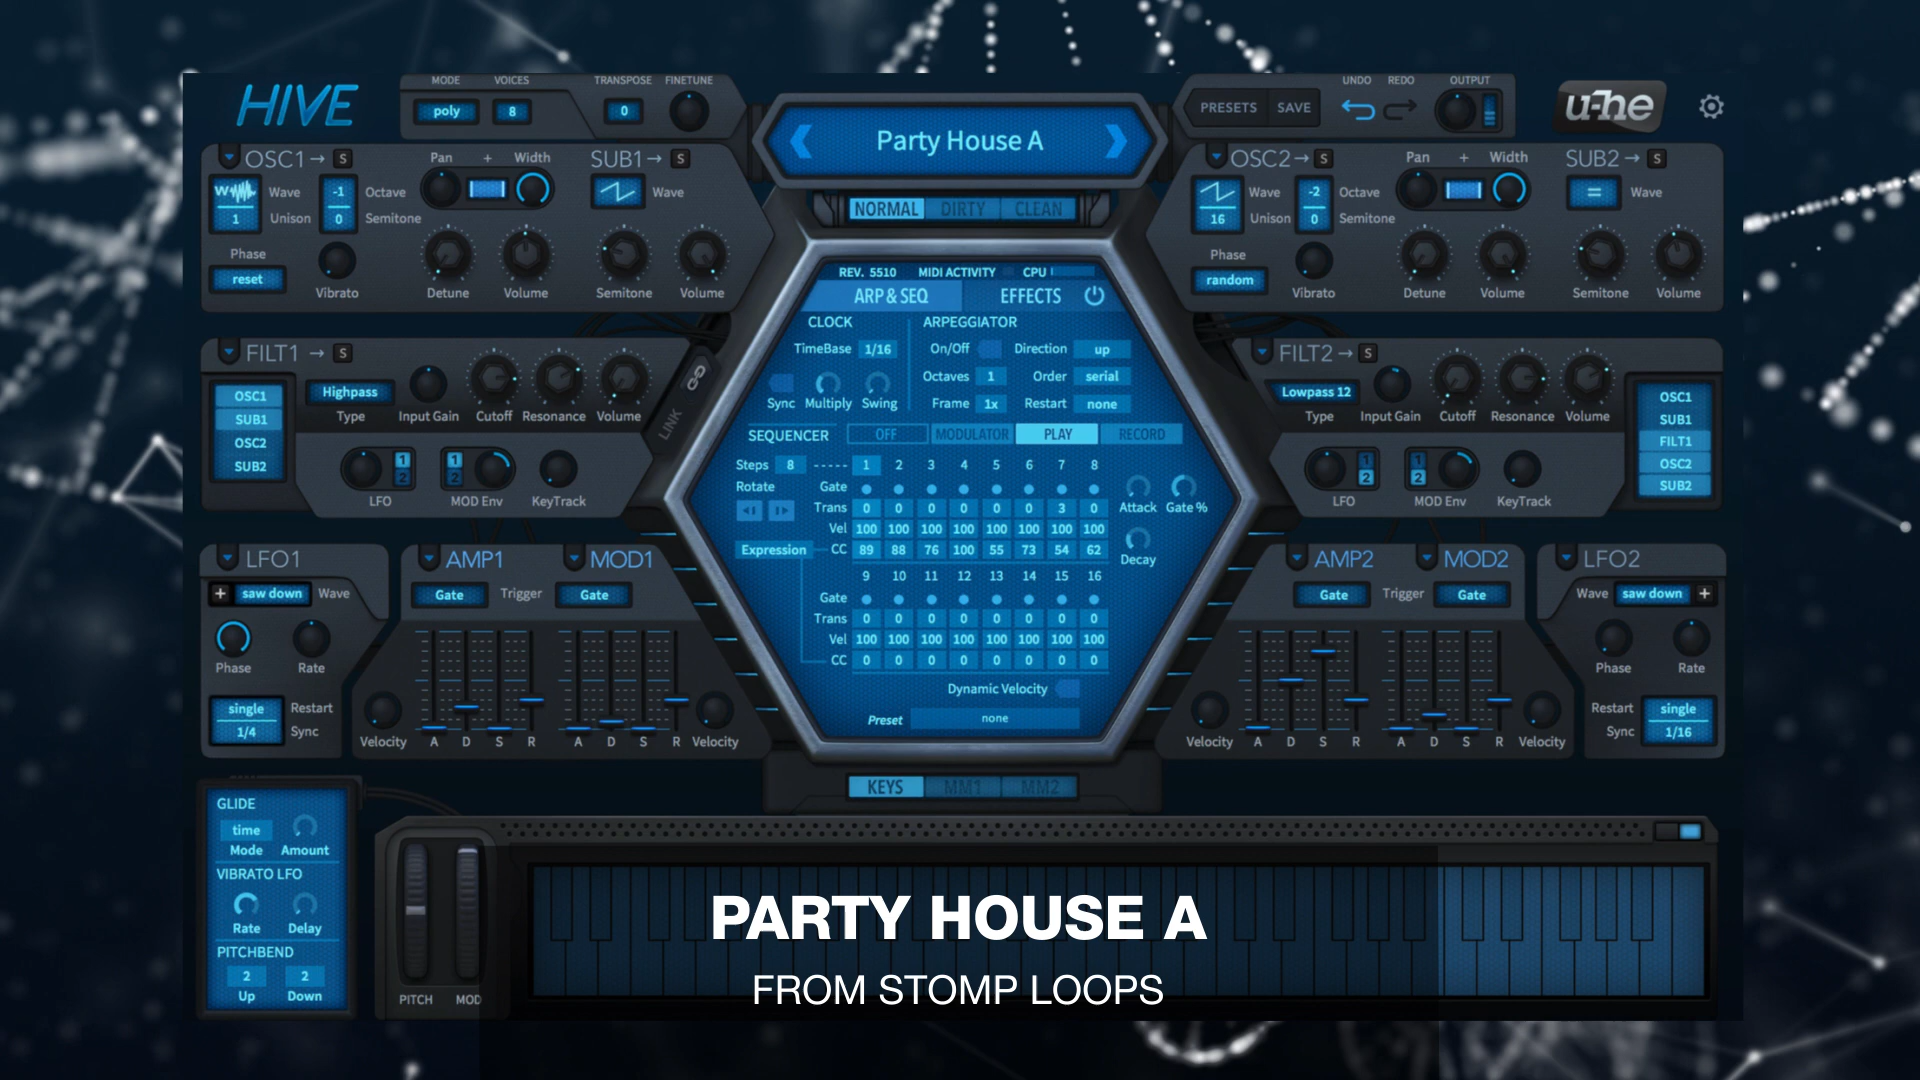 HIVE
MODE VOICES TRANSPOSE FINETUNE
poly 8 0
Party House A
PRESETS SAVE
UNDO REDO OUTPUT
u-he
NORMAL DIRTY CLEAN
OSC1→ S
Pan + Width
SUB1→ S
W
1
Wave
Unison
-1
0
Octave
Semitone
Wave
Phase
reset
Vibrato Detune Volume Semitone Volume
OSC2→ S
Pan + Width
SUB2→ S
16
Wave
Unison
-2
0
Octave
Semitone
=
Wave
Phase
random
Vibrato Detune Volume Semitone Volume
FILT1 → S
OSC1
SUB1
OSC2
SUB2
Highpass
Type Input Gain Cutoff Resonance Volume
1
2
1
2
LFO MOD Env KeyTrack
LINK
REV. 5510 MIDI ACTIVITY CPU
ARP & SEQ EFFECTS
CLOCK ARPEGGIATOR
TimeBase 1/16 On/Off Direction up
Octaves 1 Order serial
Sync Multiply Swing Frame 1x Restart none
SEQUENCER OFF MODULATOR PLAY RECORD
Steps 8 ----- 1 2 3 4 5 6 7 8
Rotate Gate
Trans 0 0 0 0 0 0 3 0
Attack Gate %
Vel 100 100 100 100 100 100 100 100
Expression CC 89 88 76 100 55 73 54 62
Decay
9 10 11 12 13 14 15 16
Gate
Trans 0 0 0 0 0 0 0 0
Vel 100 100 100 100 100 100 100 100
CC 0 0 0 0 0 0 0 0
Dynamic Velocity
Preset none
FILT2→ S
Lowpass 12
Type Input Gain Cutoff Resonance Volume
1
2
1
2
LFO MOD Env KeyTrack
OSC1
SUB1
FILT1
OSC2
SUB2
LFO1
+ saw down Wave
Phase Rate
single
1/4
Restart
Sync
AMP1 MOD1
Gate Trigger Gate
Velocity A D S R A D S R Velocity
AMP2 MOD2
Gate Trigger Gate
Velocity A D S R A D S R Velocity
LFO2
Wave saw down +
Phase Rate
Restart
Sync
single
1/16
KEYS MM1 MM2
GLIDE
time
Mode Amount
VIBRATO LFO
Rate Delay
PITCHBEND
2 2
Up Down
PITCH MOD
PARTY HOUSE A
FROM STOMP LOOPS